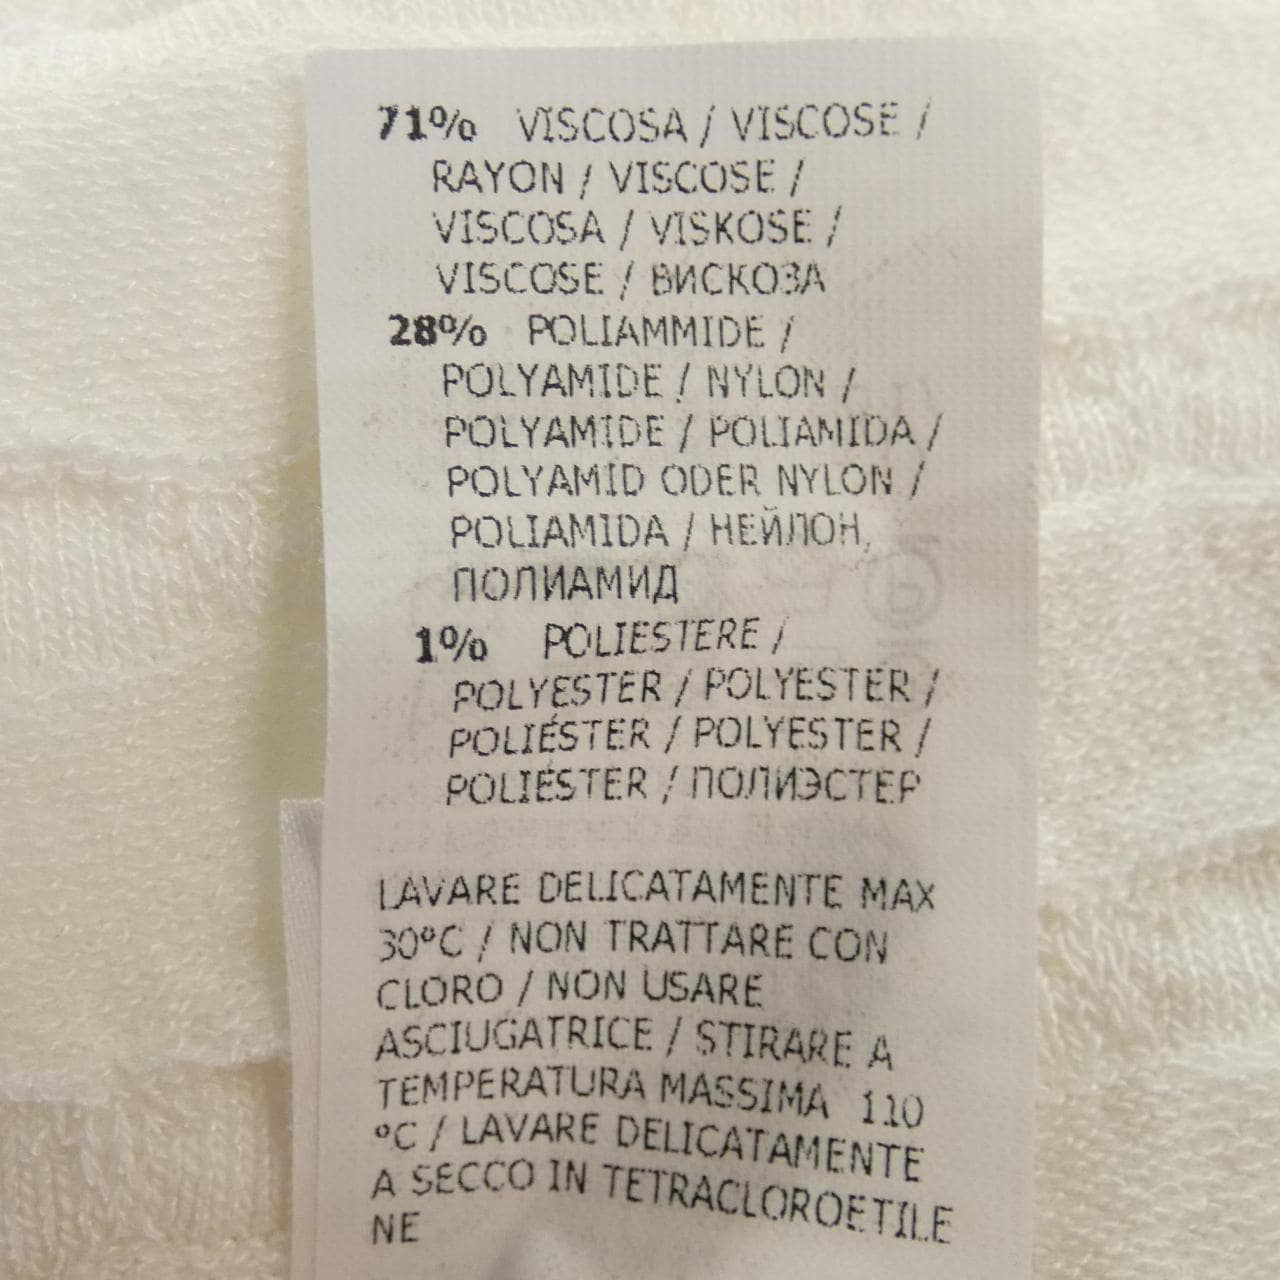 71% VISCOSA / VISCOSE /
RAYON / VISCOSE /
VISCOSA / VISKOSE /
VISCOSE / ВИСКОЗА
28% POLIAMMIDE /
POLYAMIDE / NYLON /
POLYAMIDE / POLIAMIDA /
POLYAMID ODER NYLON /
POLIAMIDA / НЕЙЛОН,
ПОЛИАМИД
1% POLIESTERE /
POLYESTER / POLYESTER /
POLIÉSTER / POLYESTER /
POLIÉSTER / ПОЛИЭСТЕР
LAVARE DELICATAMENTE MAX
30°C / NON TRATTARE CON
CLORO / NON USARE
ASCIUGATRICE / STIRARE A
TEMPERATURA MASSIMA 110
°C / LAVARE DELICATAMENTE
A SECCO IN TETRACLOROETILE
NE